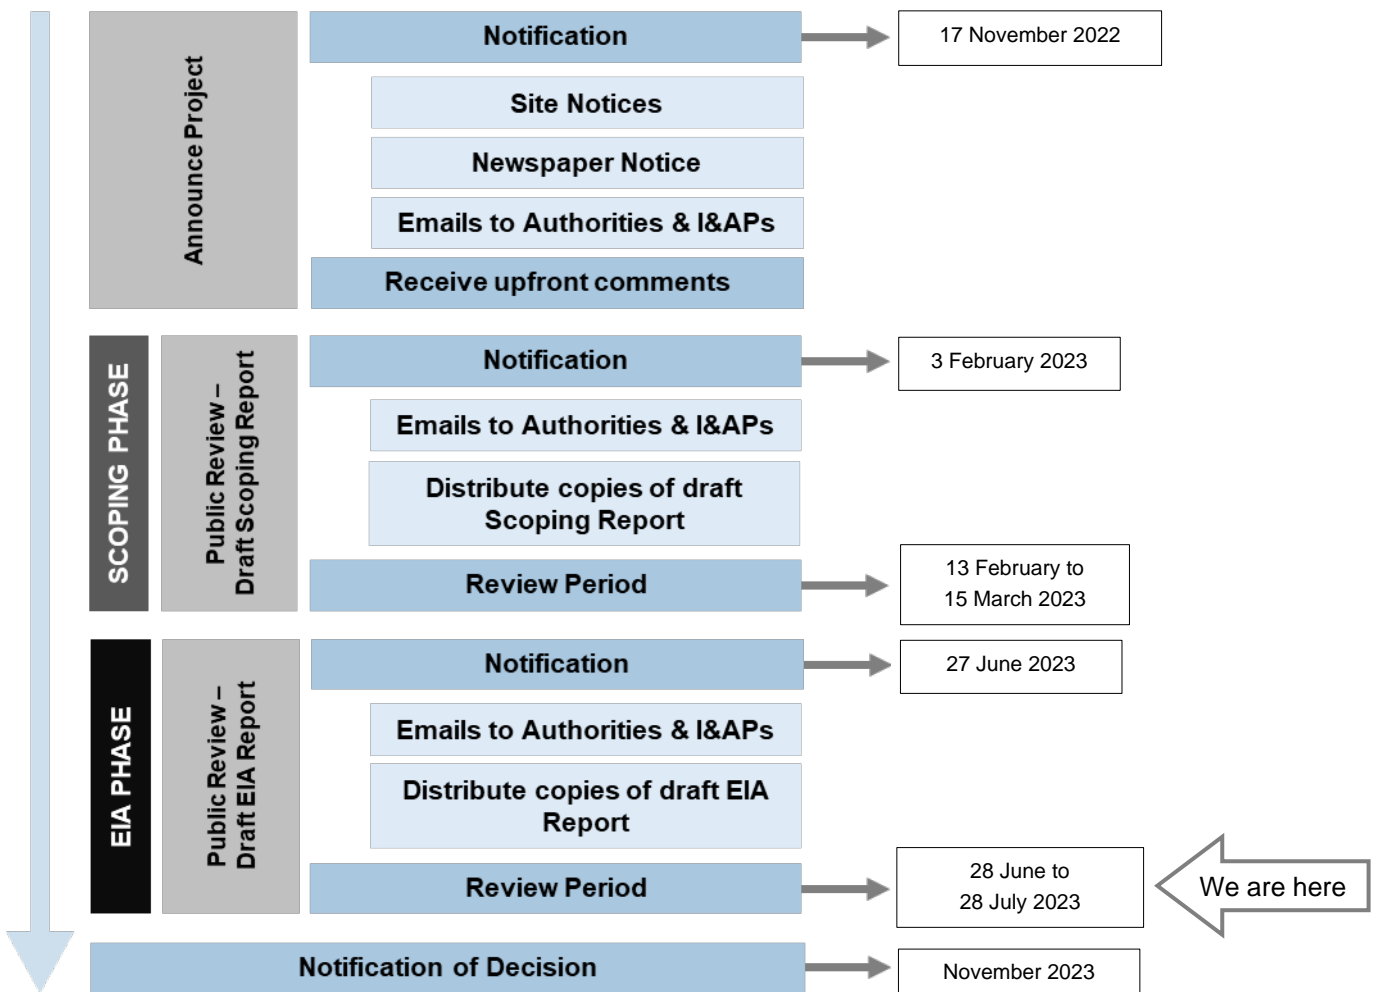 Announce Project
Notification
17 November 2022
Site Notices
Newspaper Notice
Emails to Authorities & I&APs
Receive upfront comments
SCOPING PHASE
Public Review –
Draft Scoping Report
Notification
3 February 2023
Emails to Authorities & I&APs
Distribute copies of draft
Scoping Report
Review Period
13 February to
15 March 2023
EIA PHASE
Public Review –
Draft EIA Report
Notification
27 June 2023
Emails to Authorities & I&APs
Distribute copies of draft EIA
Report
Review Period
28 June to
28 July 2023
We are here
Notification of Decision
November 2023